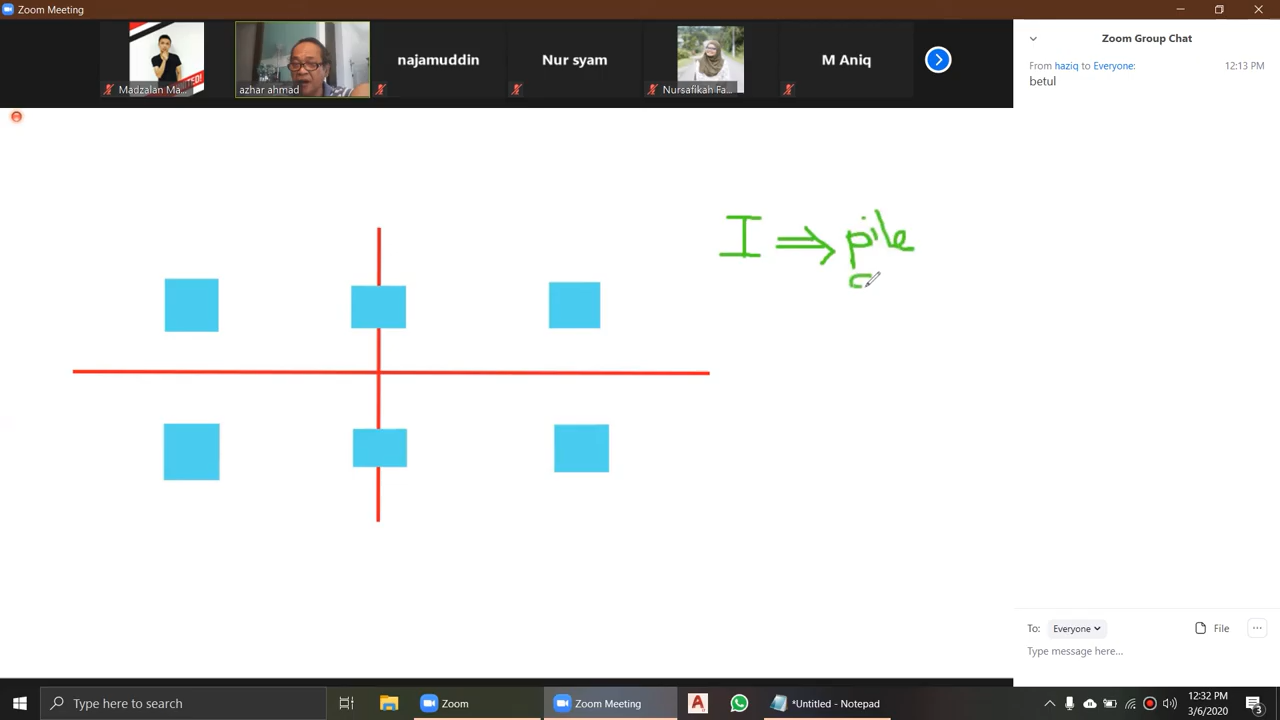 Zoom Meeting
Madzalan Ma...
azhar ahmad
najamuddin
Nur syam
Nursafikah Fa...
M Aniq
Zoom Group Chat
From haziq to Everyone: 12:13 PM
betul
I ⇒ pile
To: Everyone File
Type message here...
Type here to search
Zoom
Zoom Meeting
*Untitled - Notepad
12:32 PM
3/6/2020
3